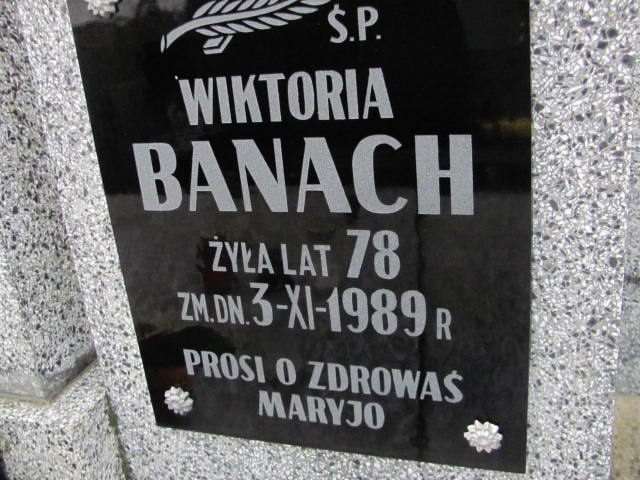 Ś.P.
WIKTORIA
BANACH
ŻYŁA LAT 78
ZM. DN. 3-XI-1989 R
PROSI O ZDROWAŚ
MARYJO